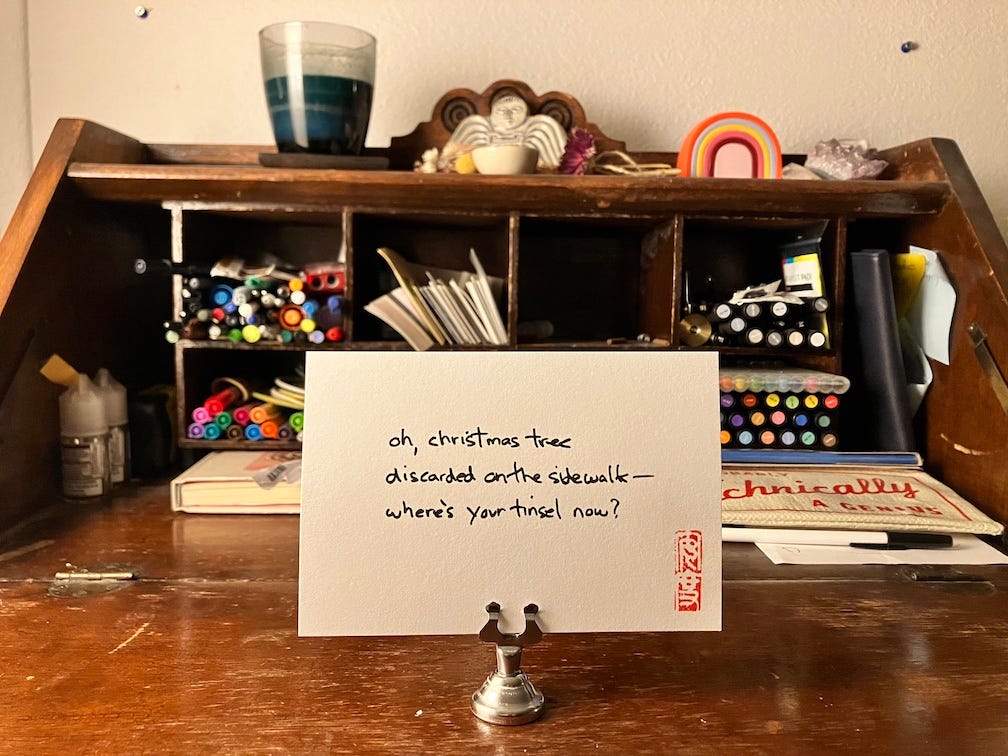 oh, christmas tree
discarded on the sidewalk—
where's your tinsel now?
chnically
A GENIUS